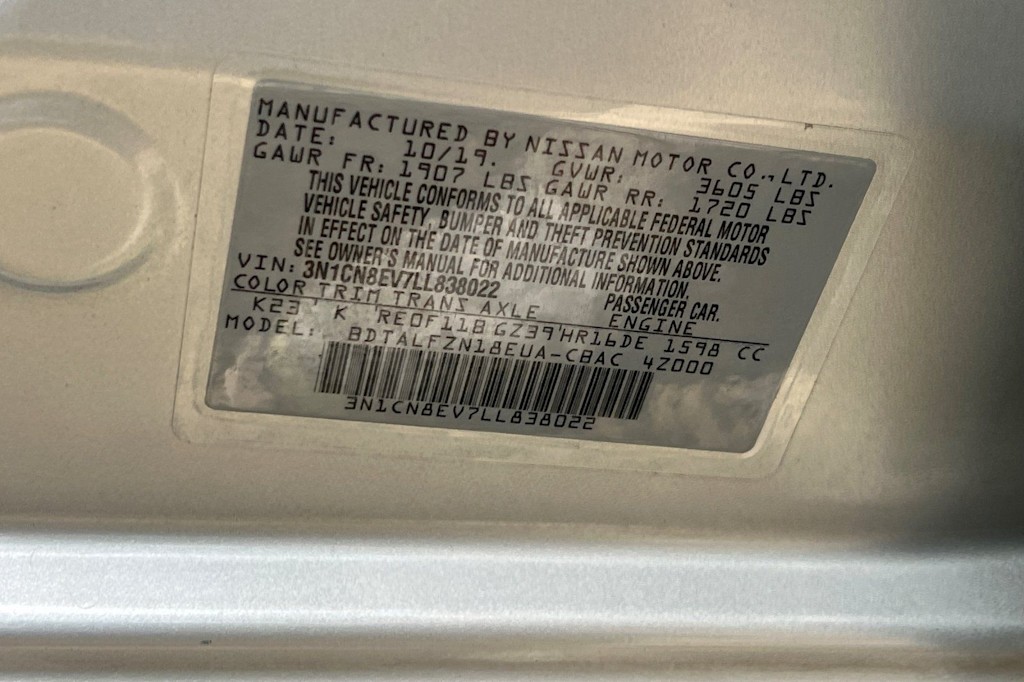 MANUFACTURED BY NISSAN MOTOR CO.,LTD.
DATE: 10/19. GVWR: 3605 LBS
GAWR FR: 1907 LBS GAWR RR: 1720 LBS
THIS VEHICLE CONFORMS TO ALL APPLICABLE FEDERAL MOTOR
VEHICLE SAFETY, BUMPER AND THEFT PREVENTION STANDARDS
IN EFFECT ON THE DATE OF MANUFACTURE SHOWN ABOVE.
SEE OWNER'S MANUAL FOR ADDITIONAL INFORMATION.
VIN: 3N1CN8EV7LL838022 PASSENGER CAR.
COLOR TRIM TRANS AXLE ENGINE
K23 ' K 'RE0F11B'GZ39'HR16DE 1598 CC
MODEL: BDTALFZN18EUA-CBAC 4Z000
3N1CN8EV7LL838022